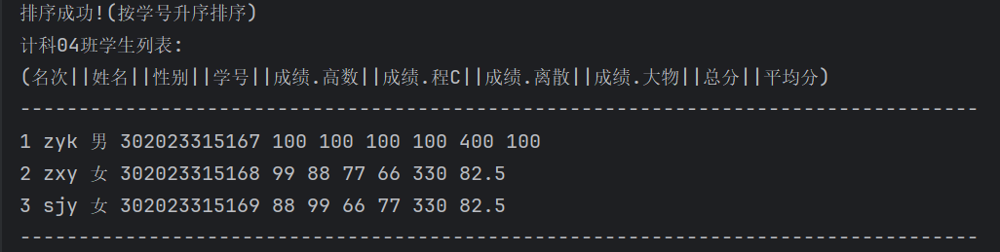 排序成功!(按学号升序排序)
计科04班学生列表:
(名次||姓名||性别||学号||成绩.高数||成绩.程C||成绩.离散||成绩.大物||总分||平均分)
----------------------------------------------------------------------------------
1 zyk 男 302023315167 100 100 100 100 400 100
2 zxy 女 302023315168 99 88 77 66 330 82.5
3 sjy 女 302023315169 88 99 66 77 330 82.5
----------------------------------------------------------------------------------